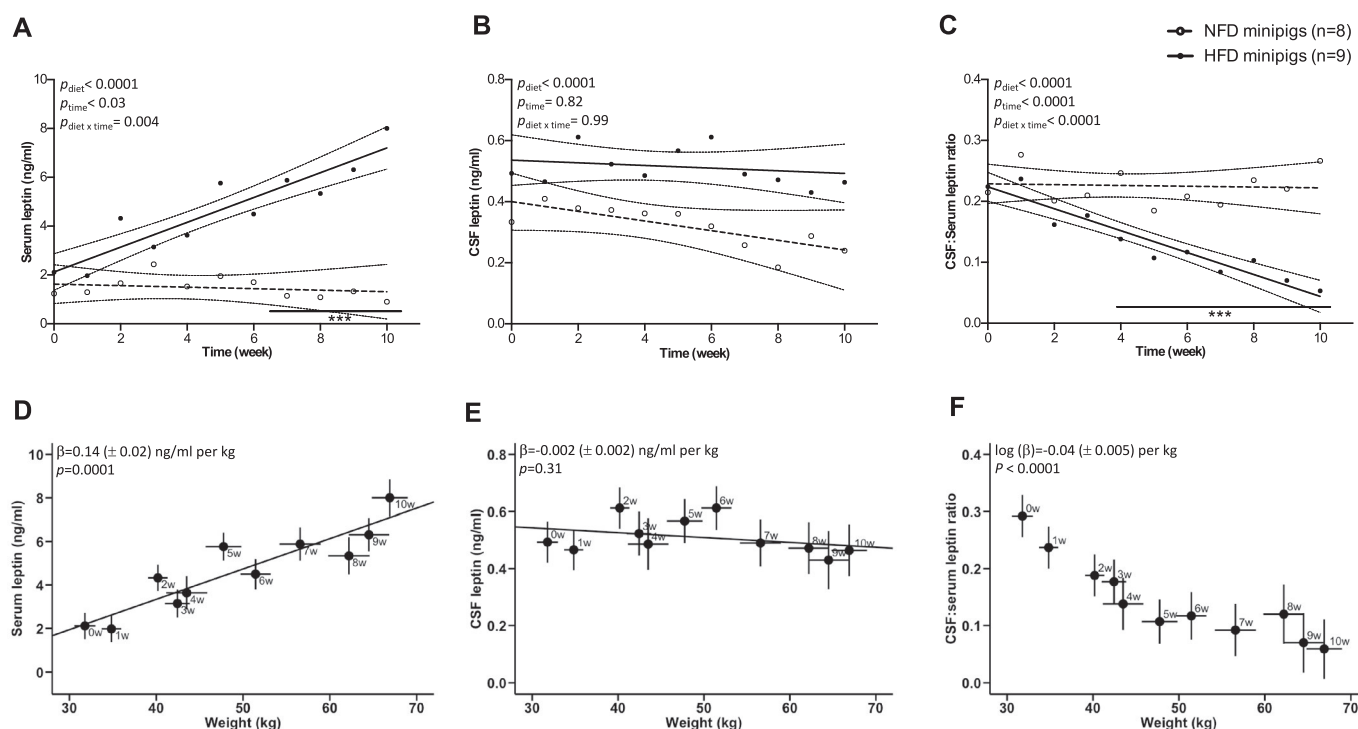 A
B
C
NFD minipigs (n=8)
HFD minipigs (n=9)
p diet < 0.0001
p time < 0.03
p diet x time = 0.004
10
8
6
4
2
0
Serum leptin (ng/ml)
***
0 2 4 6 8 10
Time (week)
p diet < 0.0001
p time = 0.82
p diet x time = 0.99
0.8
0.6
0.4
0.2
0.0
CSF leptin (ng/ml)
0 2 4 6 8 10
Time (week)
p diet < 0.0001
p time < 0.0001
p diet x time < 0.0001
0.4
0.3
0.2
0.1
0.0
CSF:Serum leptin ratio
***
0 2 4 6 8 10
Time (week)
D
β=0.14 (± 0.02) ng/ml per kg
p=0.0001
10
8
6
4
2
0
Serum leptin (ng/ml)
0w
1w
2w
3w
4w
5w
6w
7w
8w
9w
10w
30 40 50 60 70
Weight (kg)
E
β=-0.002 (± 0.002) ng/ml per kg
p=0.31
0.8
0.6
0.4
0.2
0.0
CSF leptin (ng/ml)
0w
1w
2w
3w
4w
5w
6w
7w
8w
9w
10w
30 40 50 60 70
Weight (kg)
F
log (β)=-0.04 (± 0.005) per kg
P < 0.0001
0.4
0.3
0.2
0.1
0.0
CSF:serum leptin ratio
0w
1w
2w
3w
4w
5w
6w
7w
8w
9w
10w
30 40 50 60 70
Weight (kg)